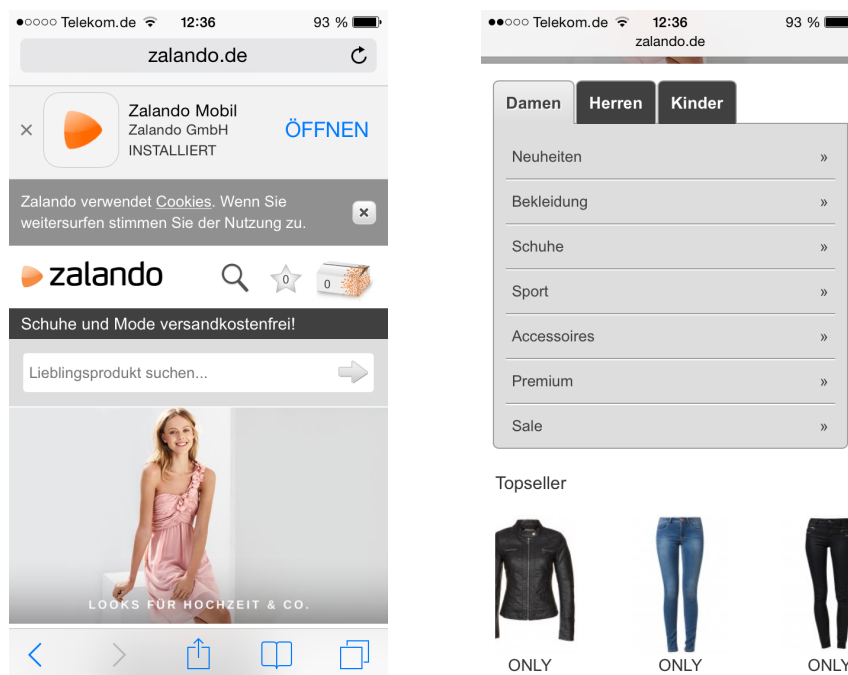 Telekom.de 12:36 93 %
zalando.de
Zalando Mobil
Zalando GmbH
INSTALLIERT
ÖFFNEN
Zalando verwendet Cookies. Wenn Sie
weitersurfen stimmen Sie der Nutzung zu.
zalando
0
0
Schuhe und Mode versandkostenfrei!
Lieblingsprodukt suchen...
LOOKS FÜR HOCHZEIT & CO.
Telekom.de 12:36 93 %
zalando.de
Damen Herren Kinder
Neuheiten »
Bekleidung »
Schuhe »
Sport »
Accessoires »
Premium »
Sale »
Topseller
ONLY ONLY ONLY